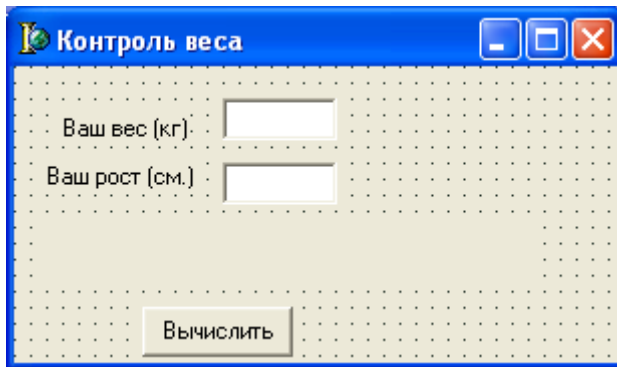 Контроль веса
Ваш вес (кг)
Ваш рост (см.)
Вычислить